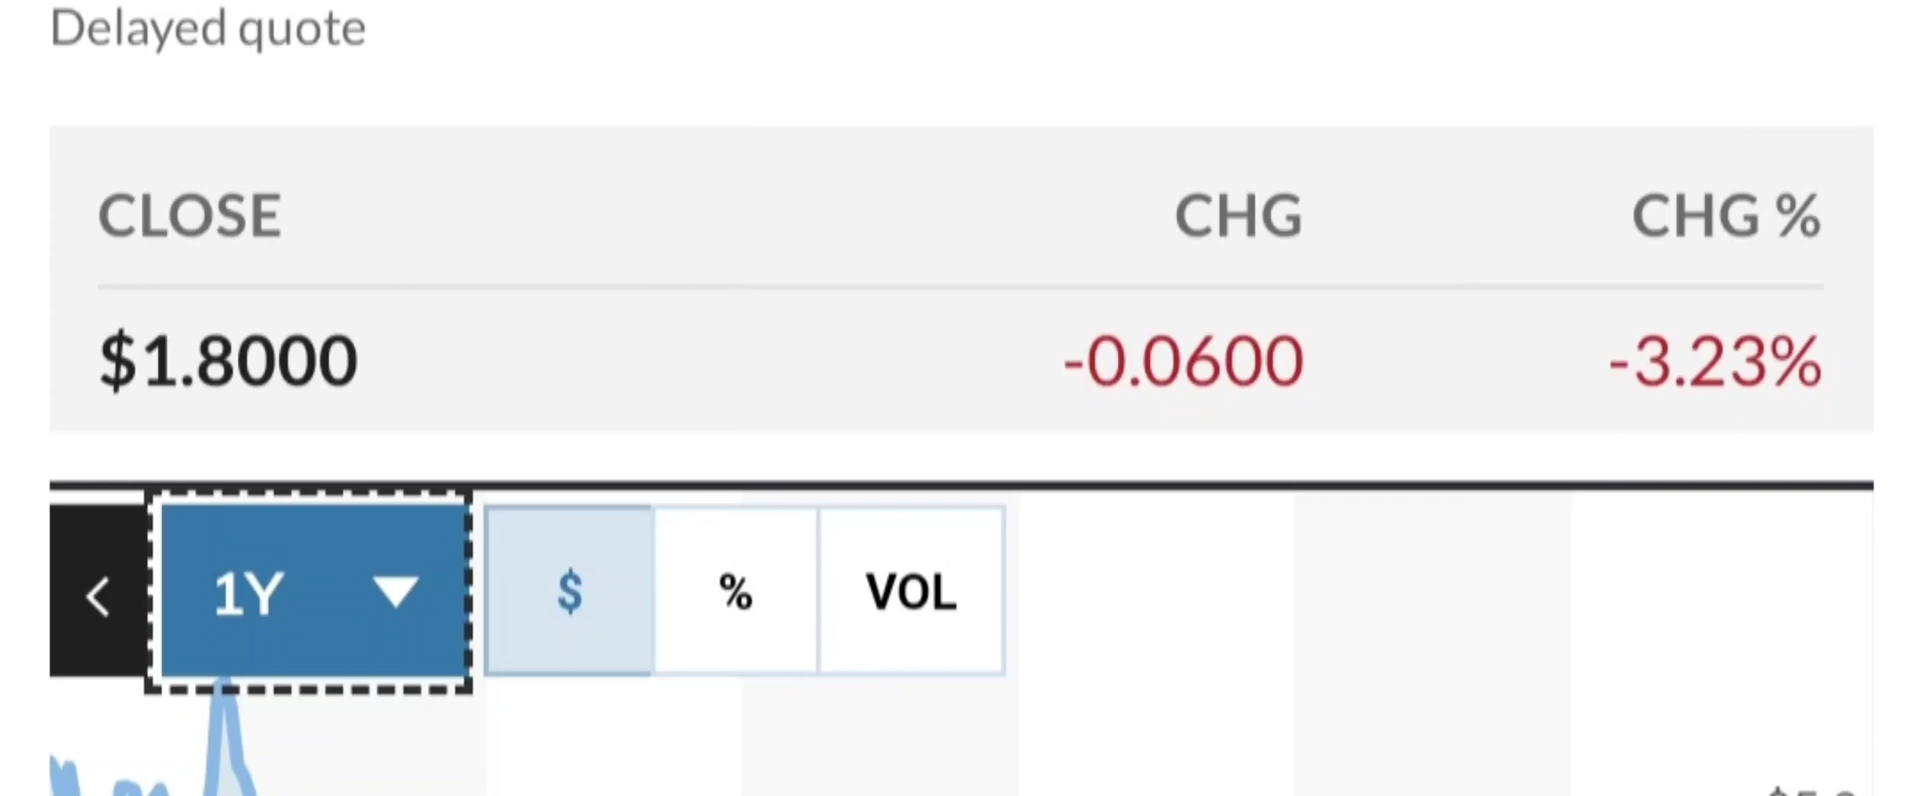 Delayed quote
CLOSE CHG CHG %
$1.8000 -0.0600 -3.23%
1Y $ % VOL